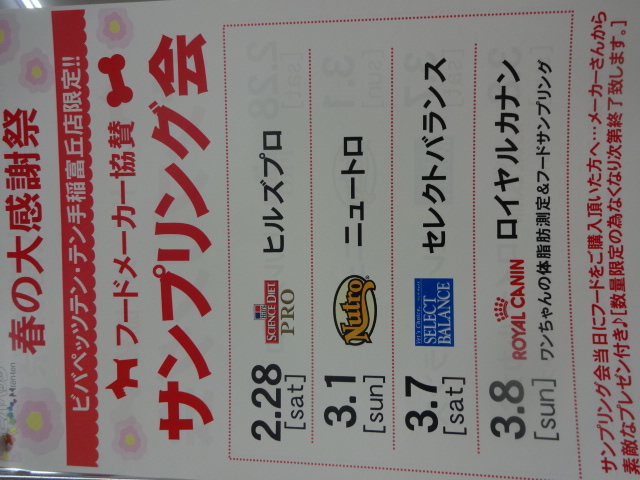 春の大感謝祭
ビバペッツテン・テン手稲富丘店限定!!
フードメーカー協賛
サンプリング会
2.28 [sat] SCIENCE DIET PRO ヒルズプロ
3.1 [sun] Nutro ニュートロ
3.7 [sat] SELECT BALANCE セレクトバランス
3.8 [sun] ROYAL CANIN ロイヤルカナン
ワンちゃんの体脂肪測定&フードサンプリング
サンプリング会当日にフードをご購入頂いた方へ…メーカーさんから
素敵なプレゼン付き♪[数量限定の為なくなり次第終了致します。]